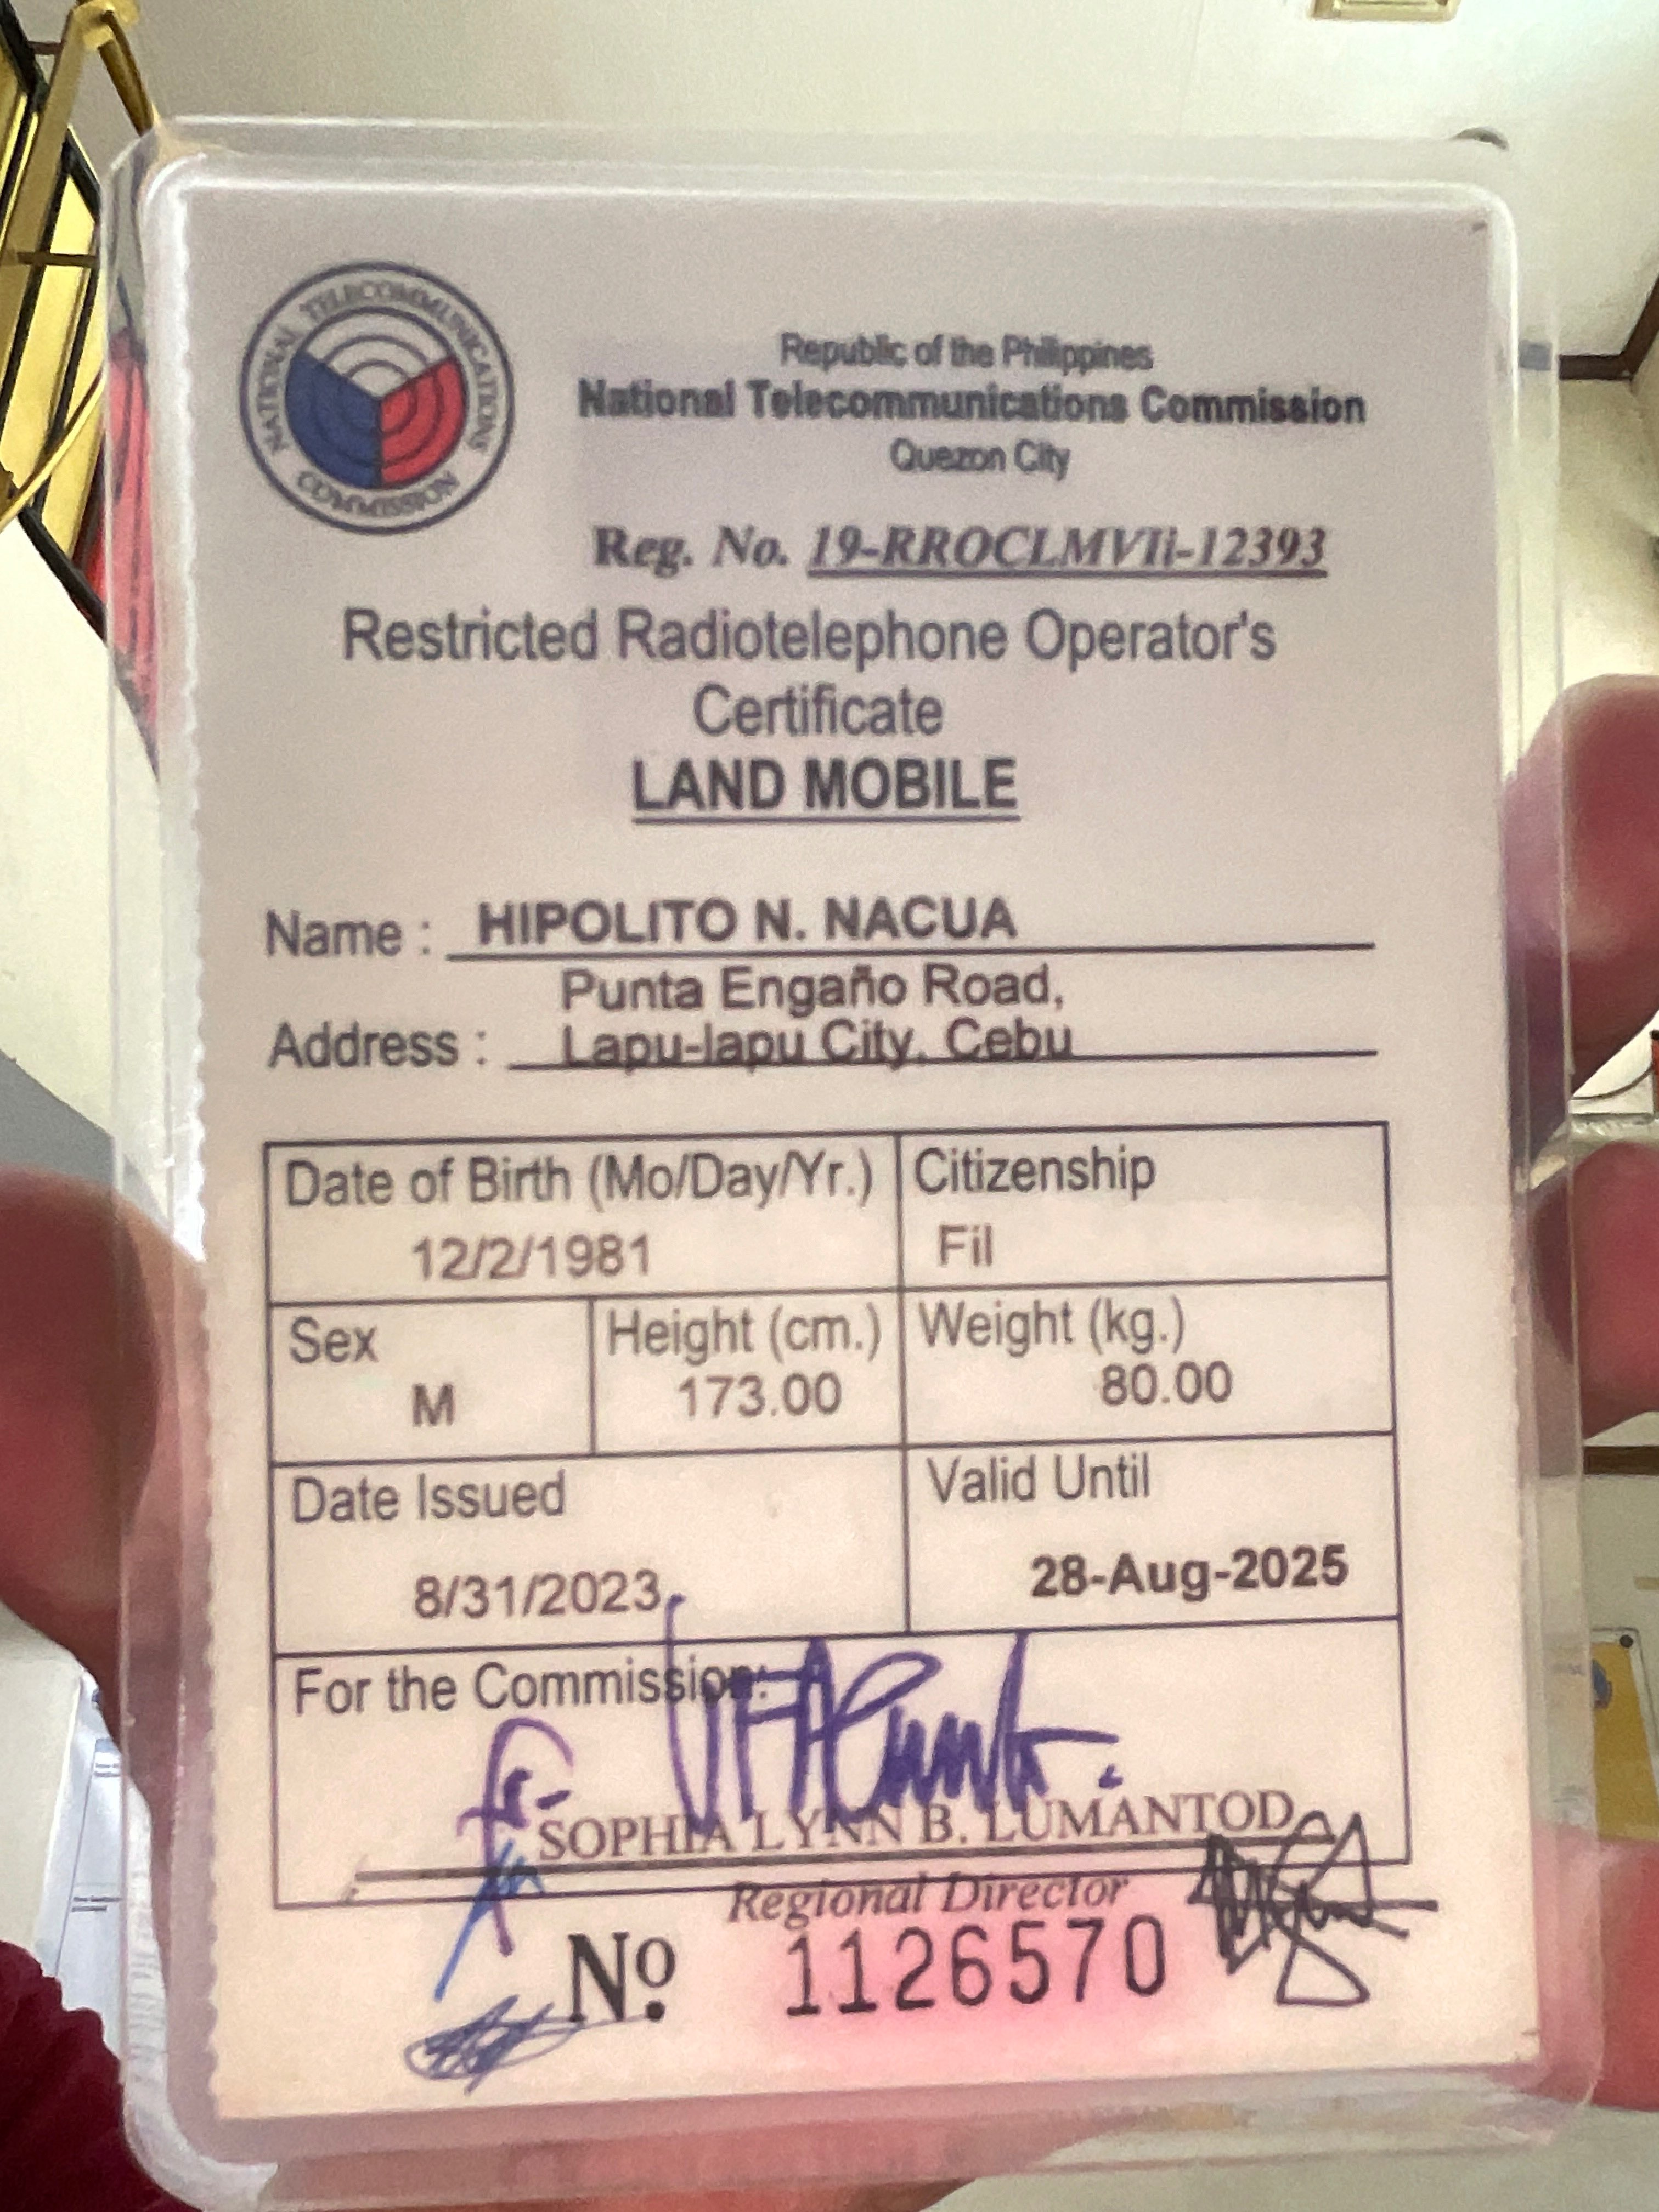 NATIONAL TELECOMMUNICATIONS COMMISSION
Republic of the Philippines
National Telecommunications Commission
Quezon City
Reg. No. 19-RROCLMVIi-12393
Restricted Radiotelephone Operator's
Certificate
LAND MOBILE
Name : HIPOLITO N. NACUA
Punta Engaño Road,
Address : Lapu-lapu City, Cebu
Date of Birth (Mo/Day/Yr.) Citizenship
12/2/1981 Fil
Sex Height (cm.) Weight (kg.)
M 173.00 80.00
Date Issued Valid Until
8/31/2023 28-Aug-2025
For the Commission:
SOPHIA LYNN B. LUMANTOD
Regional Director
Nº 1126570